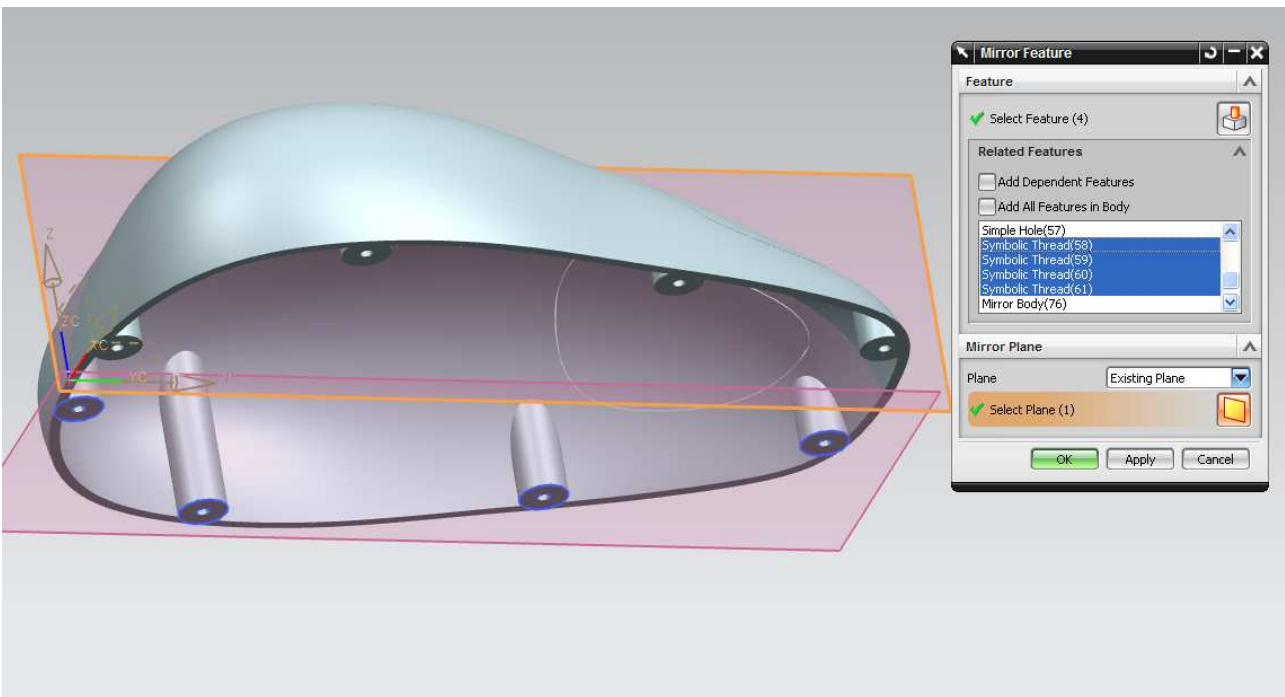 Mirror Feature
Feature
Select Feature (4)
Related Features
Add Dependent Features
Add All Features in Body
Simple Hole(57)
Symbolic Thread(58)
Symbolic Thread(59)
Symbolic Thread(60)
Symbolic Thread(61)
Mirror Body(76)
Mirror Plane
Plane Existing Plane
Select Plane (1)
OK Apply Cancel
Z
ZC
XC
YC